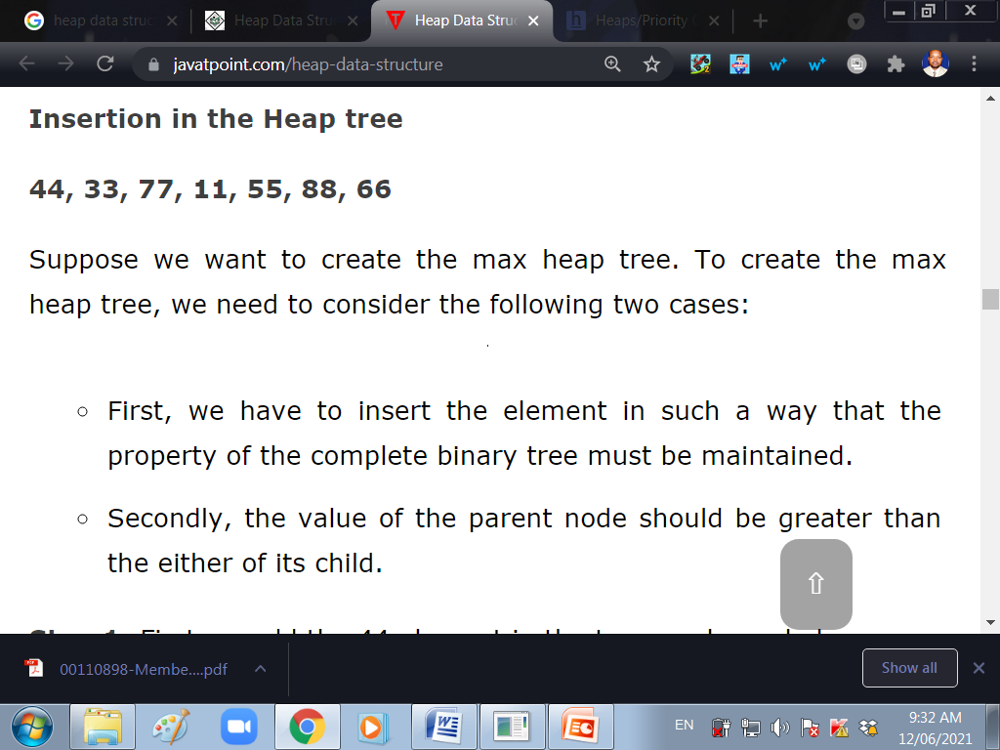 heap data struc
Heap Data Stru
Heap Data Struc
Heaps/Priority
javatpoint.com/heap-data-structure
Insertion in the Heap tree
44, 33, 77, 11, 55, 88, 66
Suppose we want to create the max heap tree. To create the max
heap tree, we need to consider the following two cases:
First, we have to insert the element in such a way that the
property of the complete binary tree must be maintained.
Secondly, the value of the parent node should be greater than
the either of its child.
00110898-Membe....pdf
Show all
EN
9:32 AM
12/06/2021